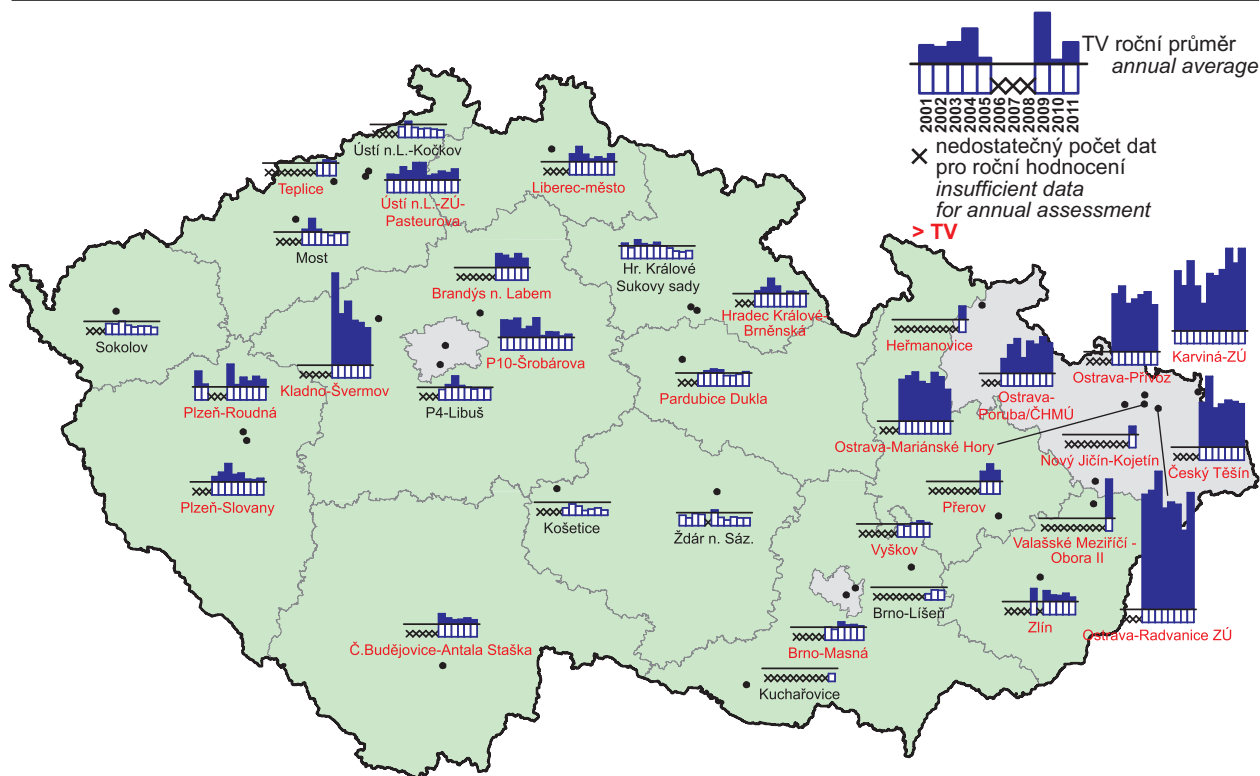 TV roční průměr
annual average
2001
2002
2003
2004
2005
2006
2007
2008
2009
2010
2011
nedostatečný počet dat
pro roční hodnocení
insufficient data
for annual assessment
> TV
Ústí n.L.-Kočkov
Teplice
Ústí n.L.-ZÚ-
Pasteurova
Liberec-město
Most
Brandýs n. Labem
Hr. Králové
Sukovy sady
Hradec Králové-
Brněnská
Sokolov
Plzeň-Roudná
Kladno-Švermov
P10-Šrobárova
P4-Libuš
Pardubice Dukla
Heřmanovice
Ostrava-Přívoz
Karviná-ZÚ
Ostrava-
Poruba/ČHMÚ
Ostrava-Mariánské Hory
Nový Jičín-Kojetín
Český Těšín
Plzeň-Slovany
Košetice
Ždár n. Sáz.
Přerov
Vyškov
Valašské Meziříčí -
Obora II
Brno-Líšeň
Zlín
Ostrava-Radvanice ZÚ
Č.Budějovice-Antala Staška
Brno-Masná
Kuchařovice